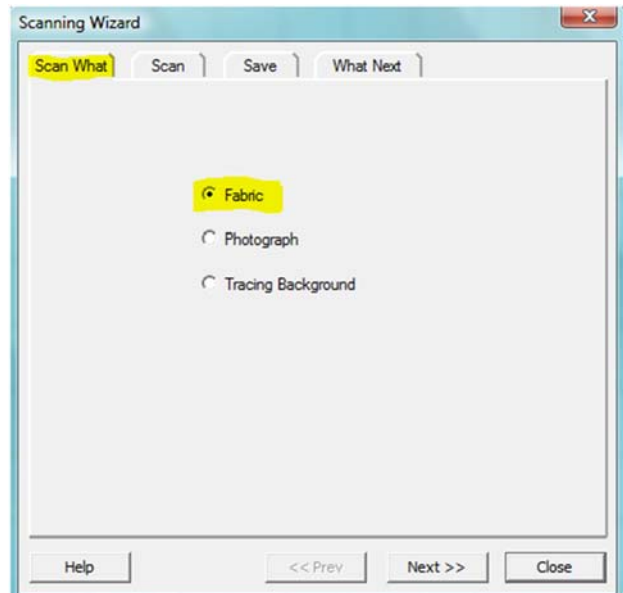 Scanning Wizard
Scan What Scan Save What Next
Fabric
Photograph
Tracing Background
Help << Prev Next >> Close